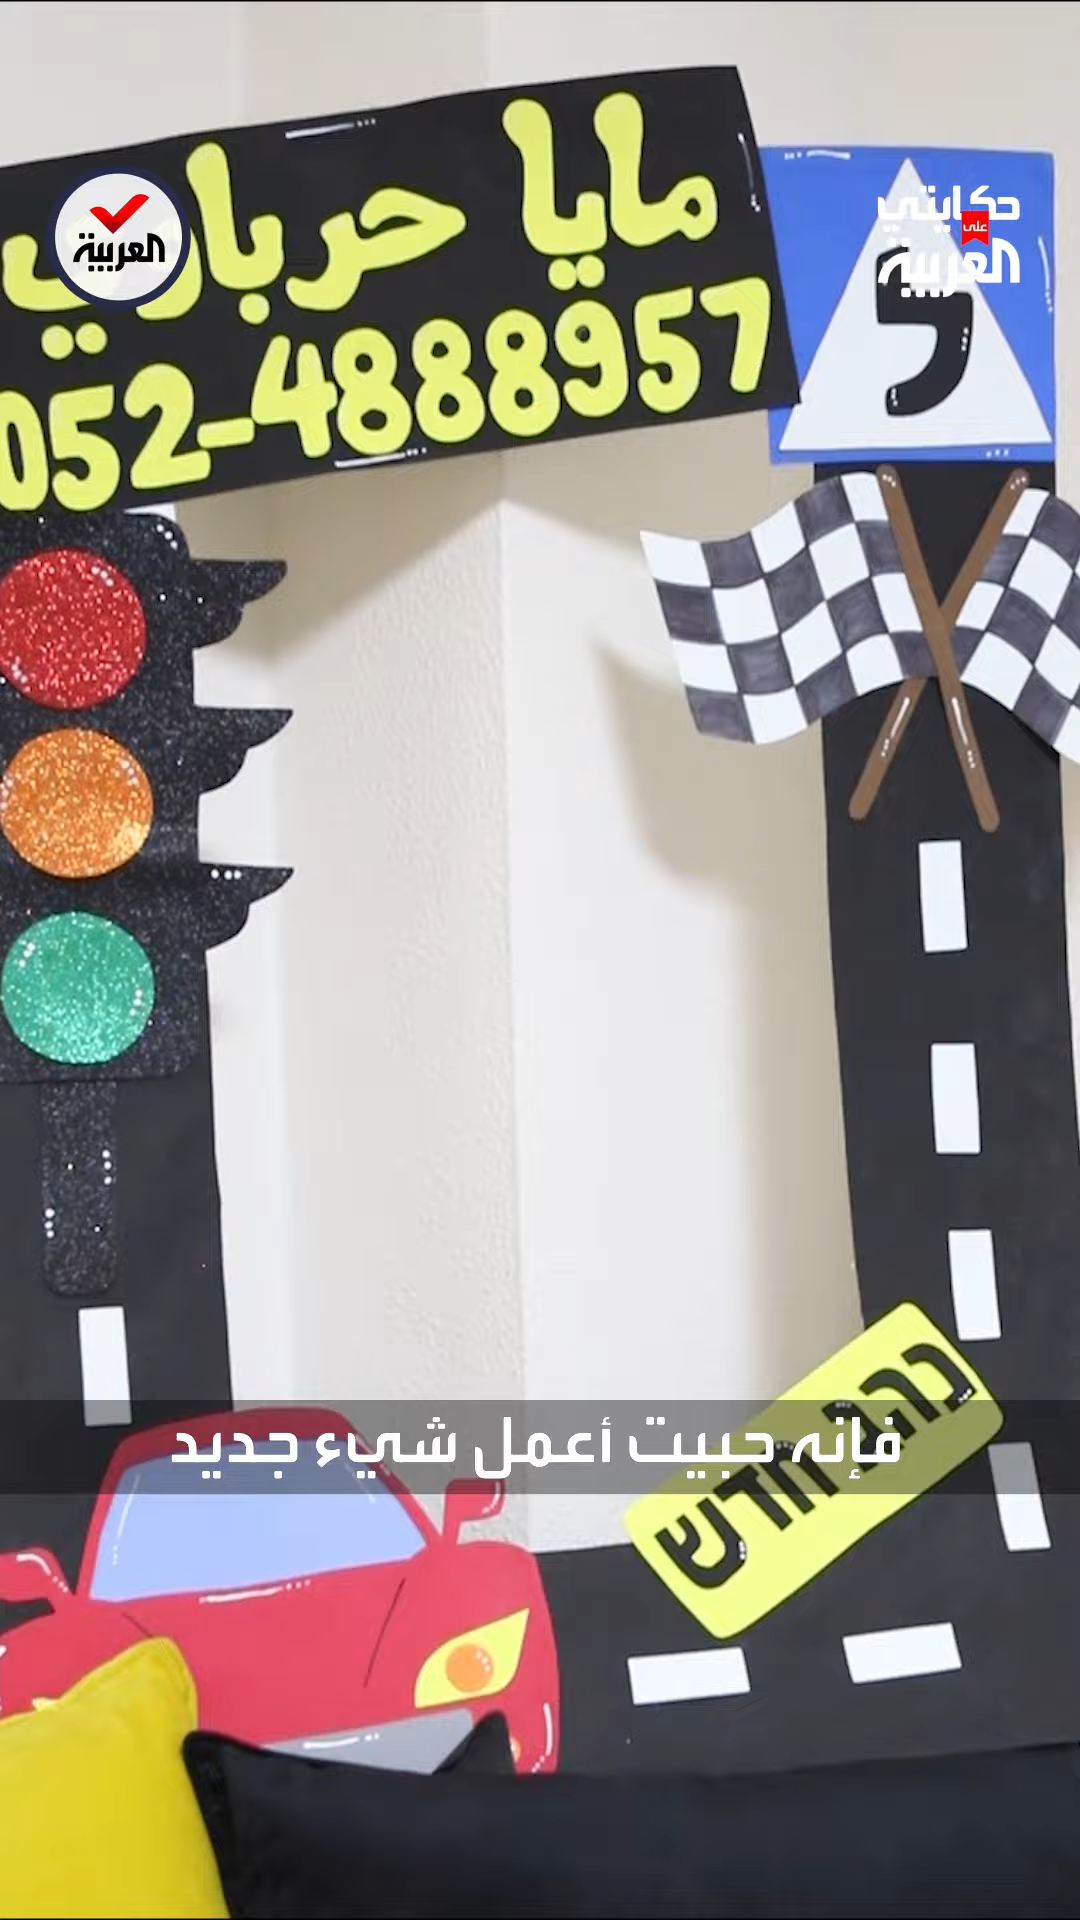 مايا حرباوي
052-4888957
العربية
حكايتي
على
العربية
ל
فإنه حبيت أعمل شيء جديد
נהג חדש